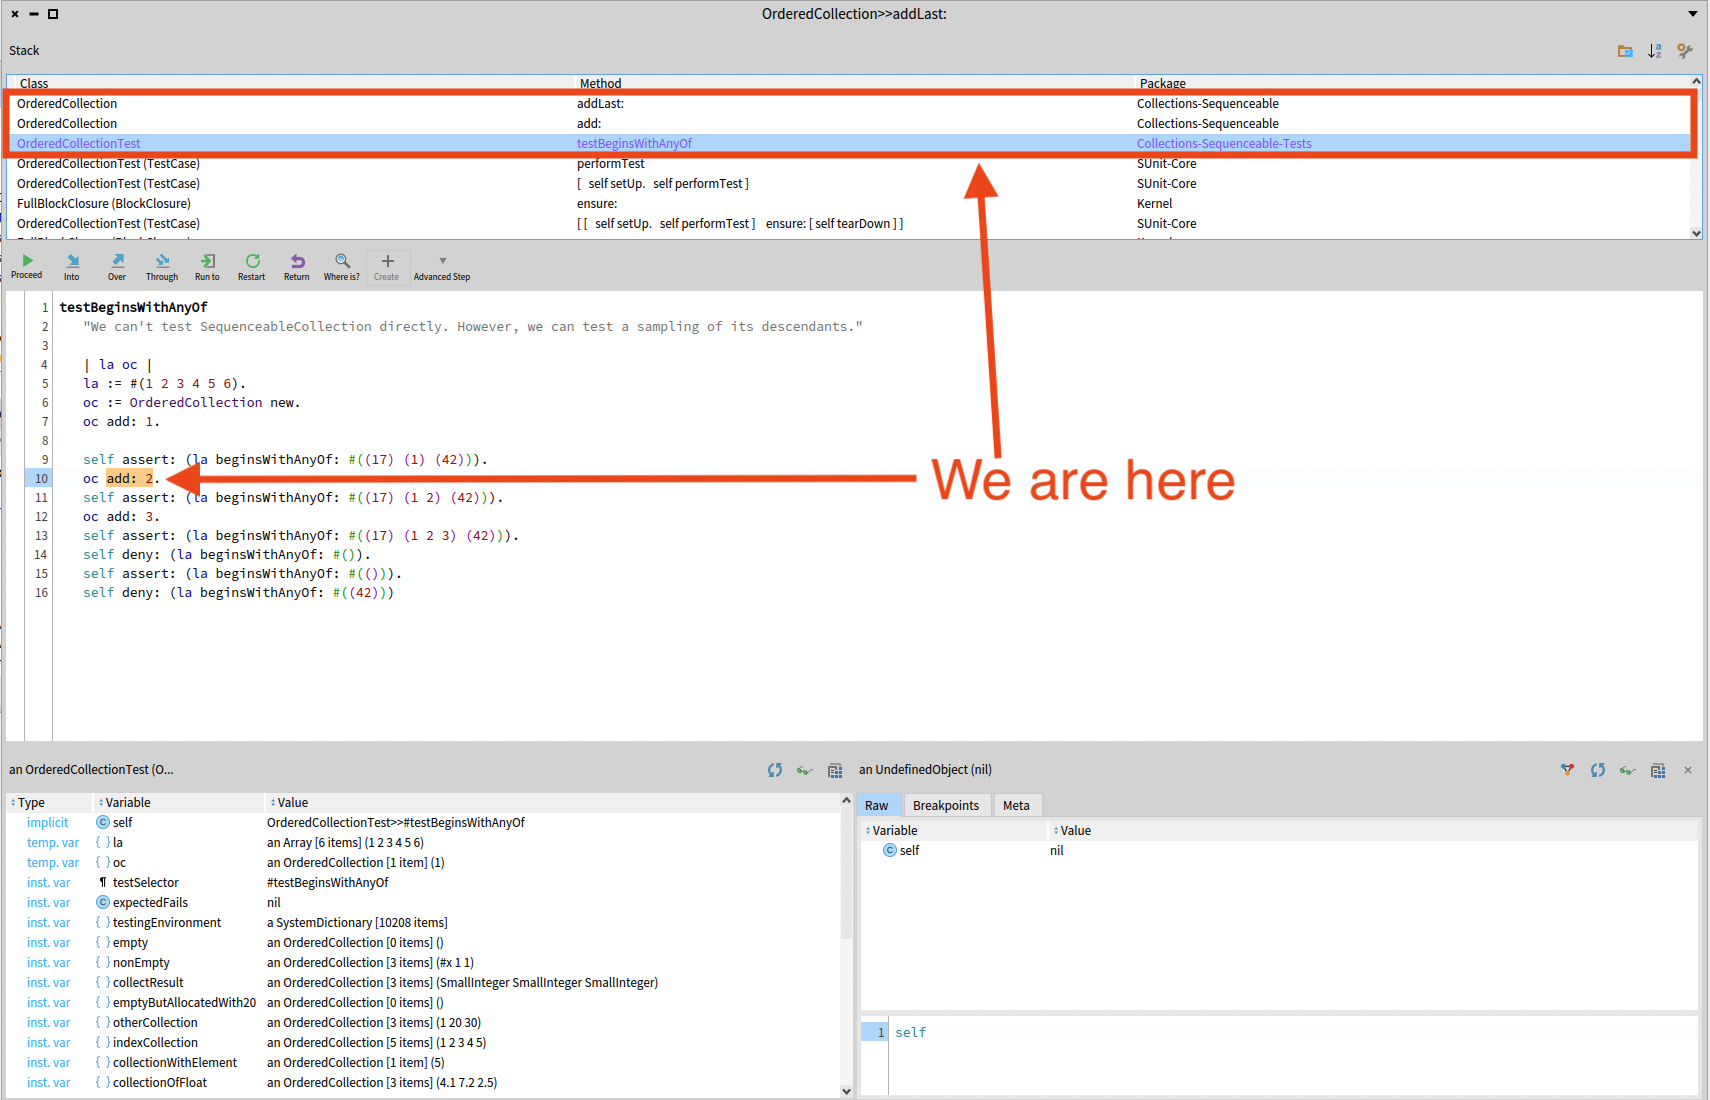 OrderedCollection>>addLast:
Stack
Class Method Package
OrderedCollection addLast: Collections-Sequenceable
OrderedCollection add: Collections-Sequenceable
OrderedCollectionTest testBeginsWithAnyOf Collections-Sequenceable-Tests
OrderedCollectionTest (TestCase) performTest SUnit-Core
OrderedCollectionTest (TestCase) [ self setUp. self performTest ] SUnit-Core
FullBlockClosure (BlockClosure) ensure: Kernel
OrderedCollectionTest (TestCase) [ [ self setUp. self performTest ] ensure: [ self tearDown ] ] SUnit-Core
Proceed Into Over Through Run to Restart Return Where is? Create Advanced Step
1 testBeginsWithAnyOf
2 "We can't test SequenceableCollection directly. However, we can test a sampling of its descendants."
3
4 | la oc |
5 la := #(1 2 3 4 5 6).
6 oc := OrderedCollection new.
7 oc add: 1.
8
9 self assert: (la beginsWithAnyOf: #((17) (1) (42))).
10 oc add: 2.
We are here
11 self assert: (la beginsWithAnyOf: #((17) (1 2) (42))).
12 oc add: 3.
13 self assert: (la beginsWithAnyOf: #((17) (1 2 3) (42))).
14 self deny: (la beginsWithAnyOf: #()).
15 self assert: (la beginsWithAnyOf: #(())).
16 self deny: (la beginsWithAnyOf: #((42)))
an OrderedCollectionTest (O...
Type Variable Value
implicit self OrderedCollectionTest>>#testBeginsWithAnyOf
temp. var { } la an Array [6 items] (1 2 3 4 5 6)
temp. var { } oc an OrderedCollection [1 item] (1)
inst. var ¶ testSelector #testBeginsWithAnyOf
inst. var expectedFails nil
inst. var { } testingEnvironment a SystemDictionary [10208 items]
inst. var { } empty an OrderedCollection [0 items] ()
inst. var { } nonEmpty an OrderedCollection [3 items] (#x 1 1)
inst. var { } collectResult an OrderedCollection [3 items] (SmallInteger SmallInteger SmallInteger)
inst. var { } emptyButAllocatedWith20 an OrderedCollection [0 items] ()
inst. var { } otherCollection an OrderedCollection [3 items] (1 20 30)
inst. var { } indexCollection an OrderedCollection [5 items] (1 2 3 4 5)
inst. var { } collectionWithElement an OrderedCollection [1 item] (5)
inst. var { } collectionOfFloat an OrderedCollection [3 items] (4.1 7.2 2.5)
an UndefinedObject (nil)
Raw Breakpoints Meta
Variable Value
self nil
1 self